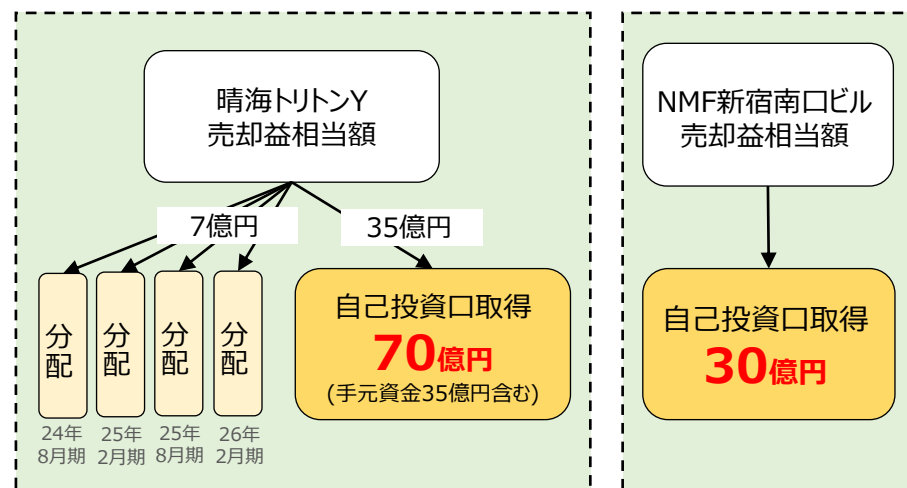 晴海トリトンY
売却益相当額
7億円
35億円
分
配
分
配
分
配
分
配
24年
8月期
25年
2月期
25年
8月期
26年
2月期
自己投資口取得
70億円
(手元資金35億円含む)
NMF新宿南口ビル
売却益相当額
自己投資口取得
30億円